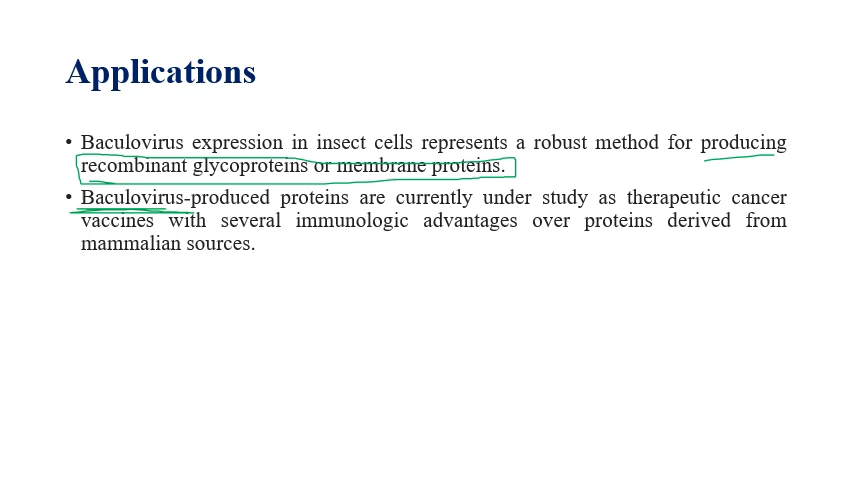 Applications
• Baculovirus expression in insect cells represents a robust method for producing
recombinant glycoproteins or membrane proteins.
• Baculovirus-produced proteins are currently under study as therapeutic cancer
vaccines with several immunologic advantages over proteins derived from
mammalian sources.